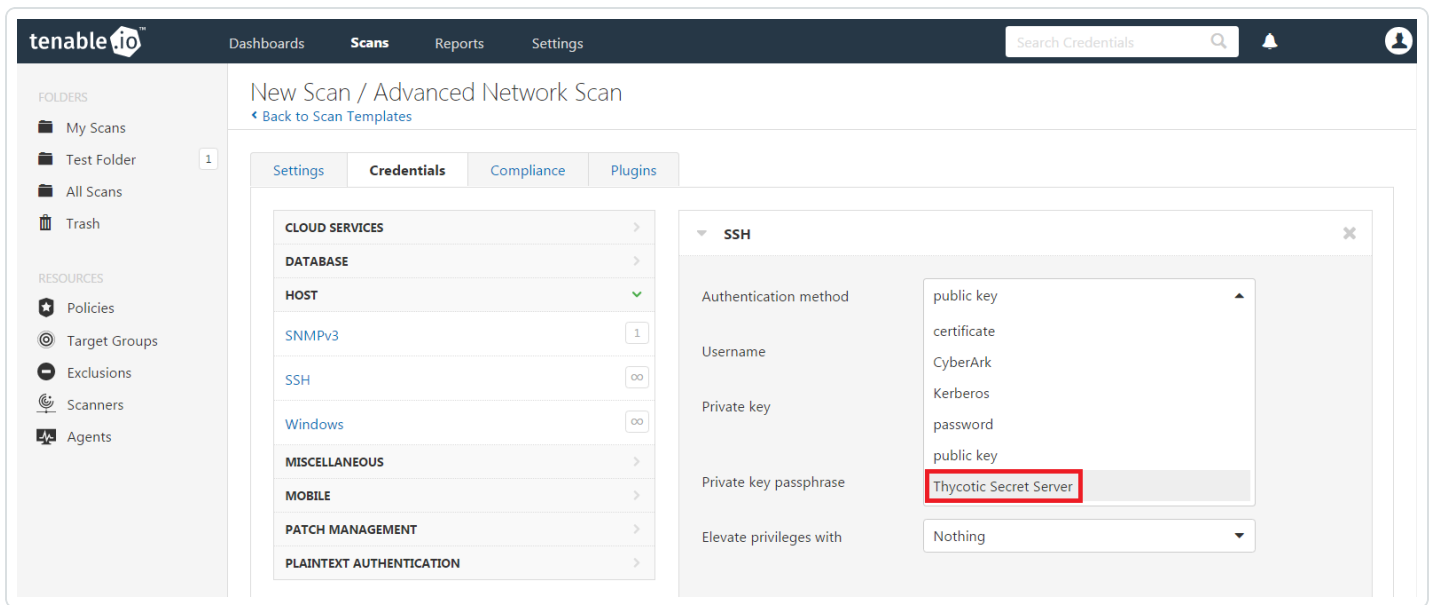 tenable.io™
Dashboards Scans Reports Settings
Search Credentials
FOLDERS
My Scans
Test Folder 1
All Scans
Trash
RESOURCES
Policies
Target Groups
Exclusions
Scanners
Agents
New Scan / Advanced Network Scan
Back to Scan Templates
Settings Credentials Compliance Plugins
CLOUD SERVICES
DATABASE
HOST
SNMPv3 1
SSH ∞
Windows ∞
MISCELLANEOUS
MOBILE
PATCH MANAGEMENT
PLAINTEXT AUTHENTICATION
SSH
Authentication method public key
certificate
Username
CyberArk
Kerberos
Private key
password
public key
Private key passphrase Thycotic Secret Server
Elevate privileges with Nothing